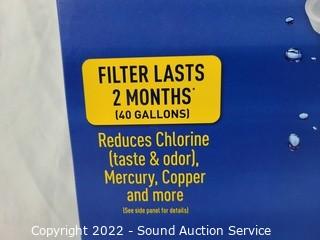 FILTER LASTS
2 MONTHS*
(40 GALLONS)
Reduces Chlorine
(taste & odor),
Mercury, Copper
and more
(See side panel for details)
Copyright 2022 - Sound Auction Service